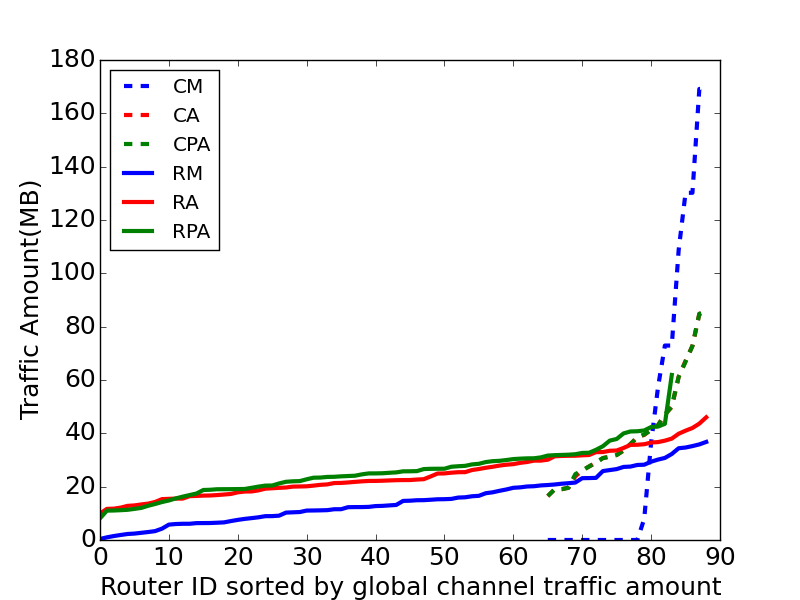 180
160
140
120
100
80
60
40
20
0
Traffic Amount(MB)
CM
CA
CPA
RM
RA
RPA
0 10 20 30 40 50 60 70 80 90
Router ID sorted by global channel traffic amount